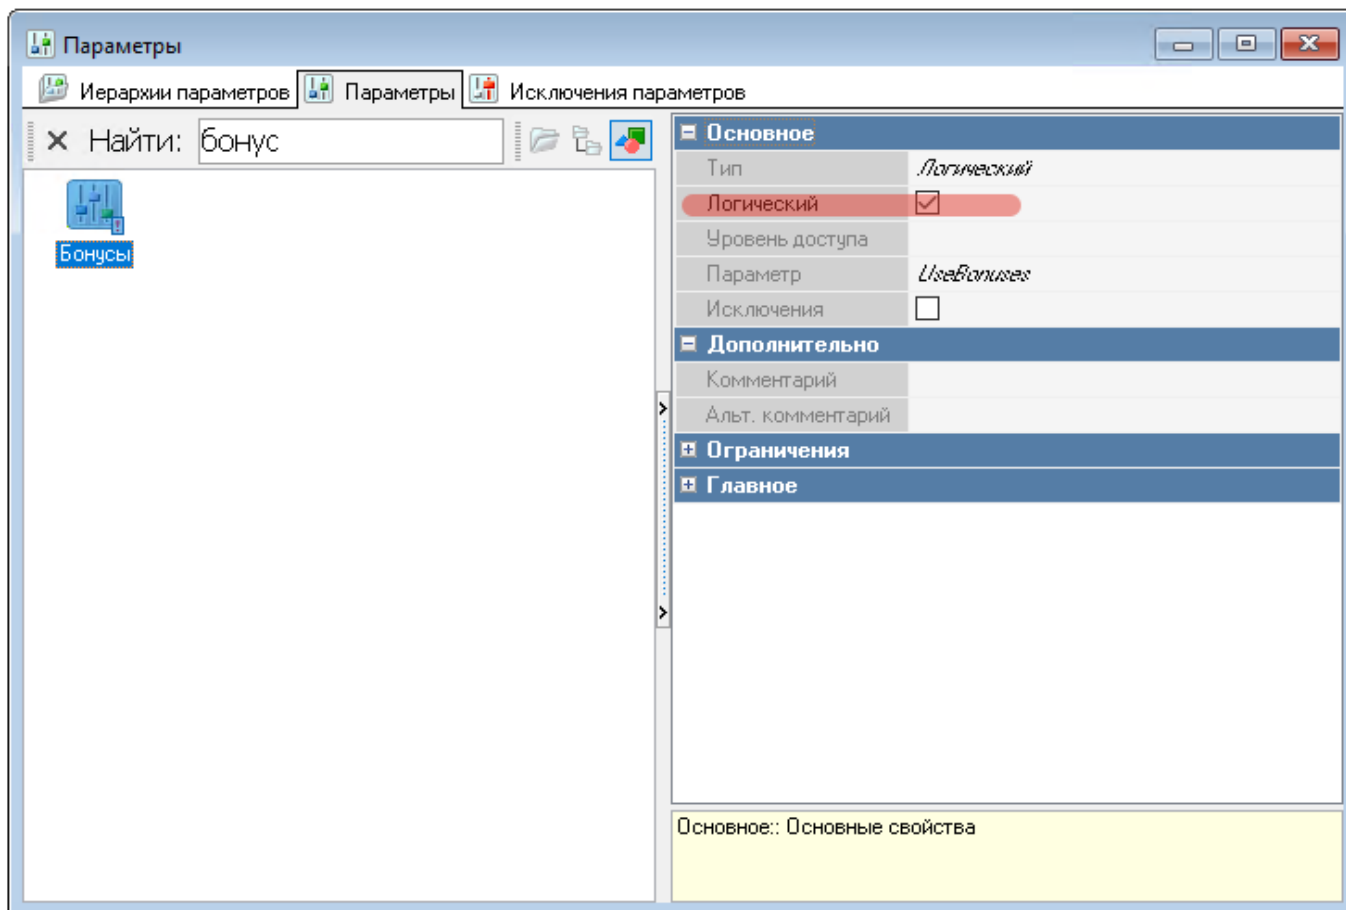 Параметры
Иерархии параметров Параметры Исключения параметров
Найти: бонус
Бонусы
Основное
Тип Логический
Логический
Уровень доступа
Параметр UseBonuses
Исключения
Дополнительно
Комментарий
Альт. комментарий
Ограничения
Главное
Основное:: Основные свойства